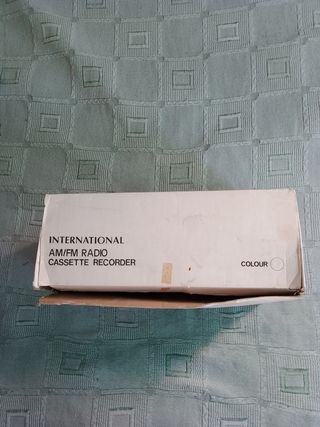 INTERNATIONAL
AM/FM RADIO
CASSETTE RECORDER
COLOUR